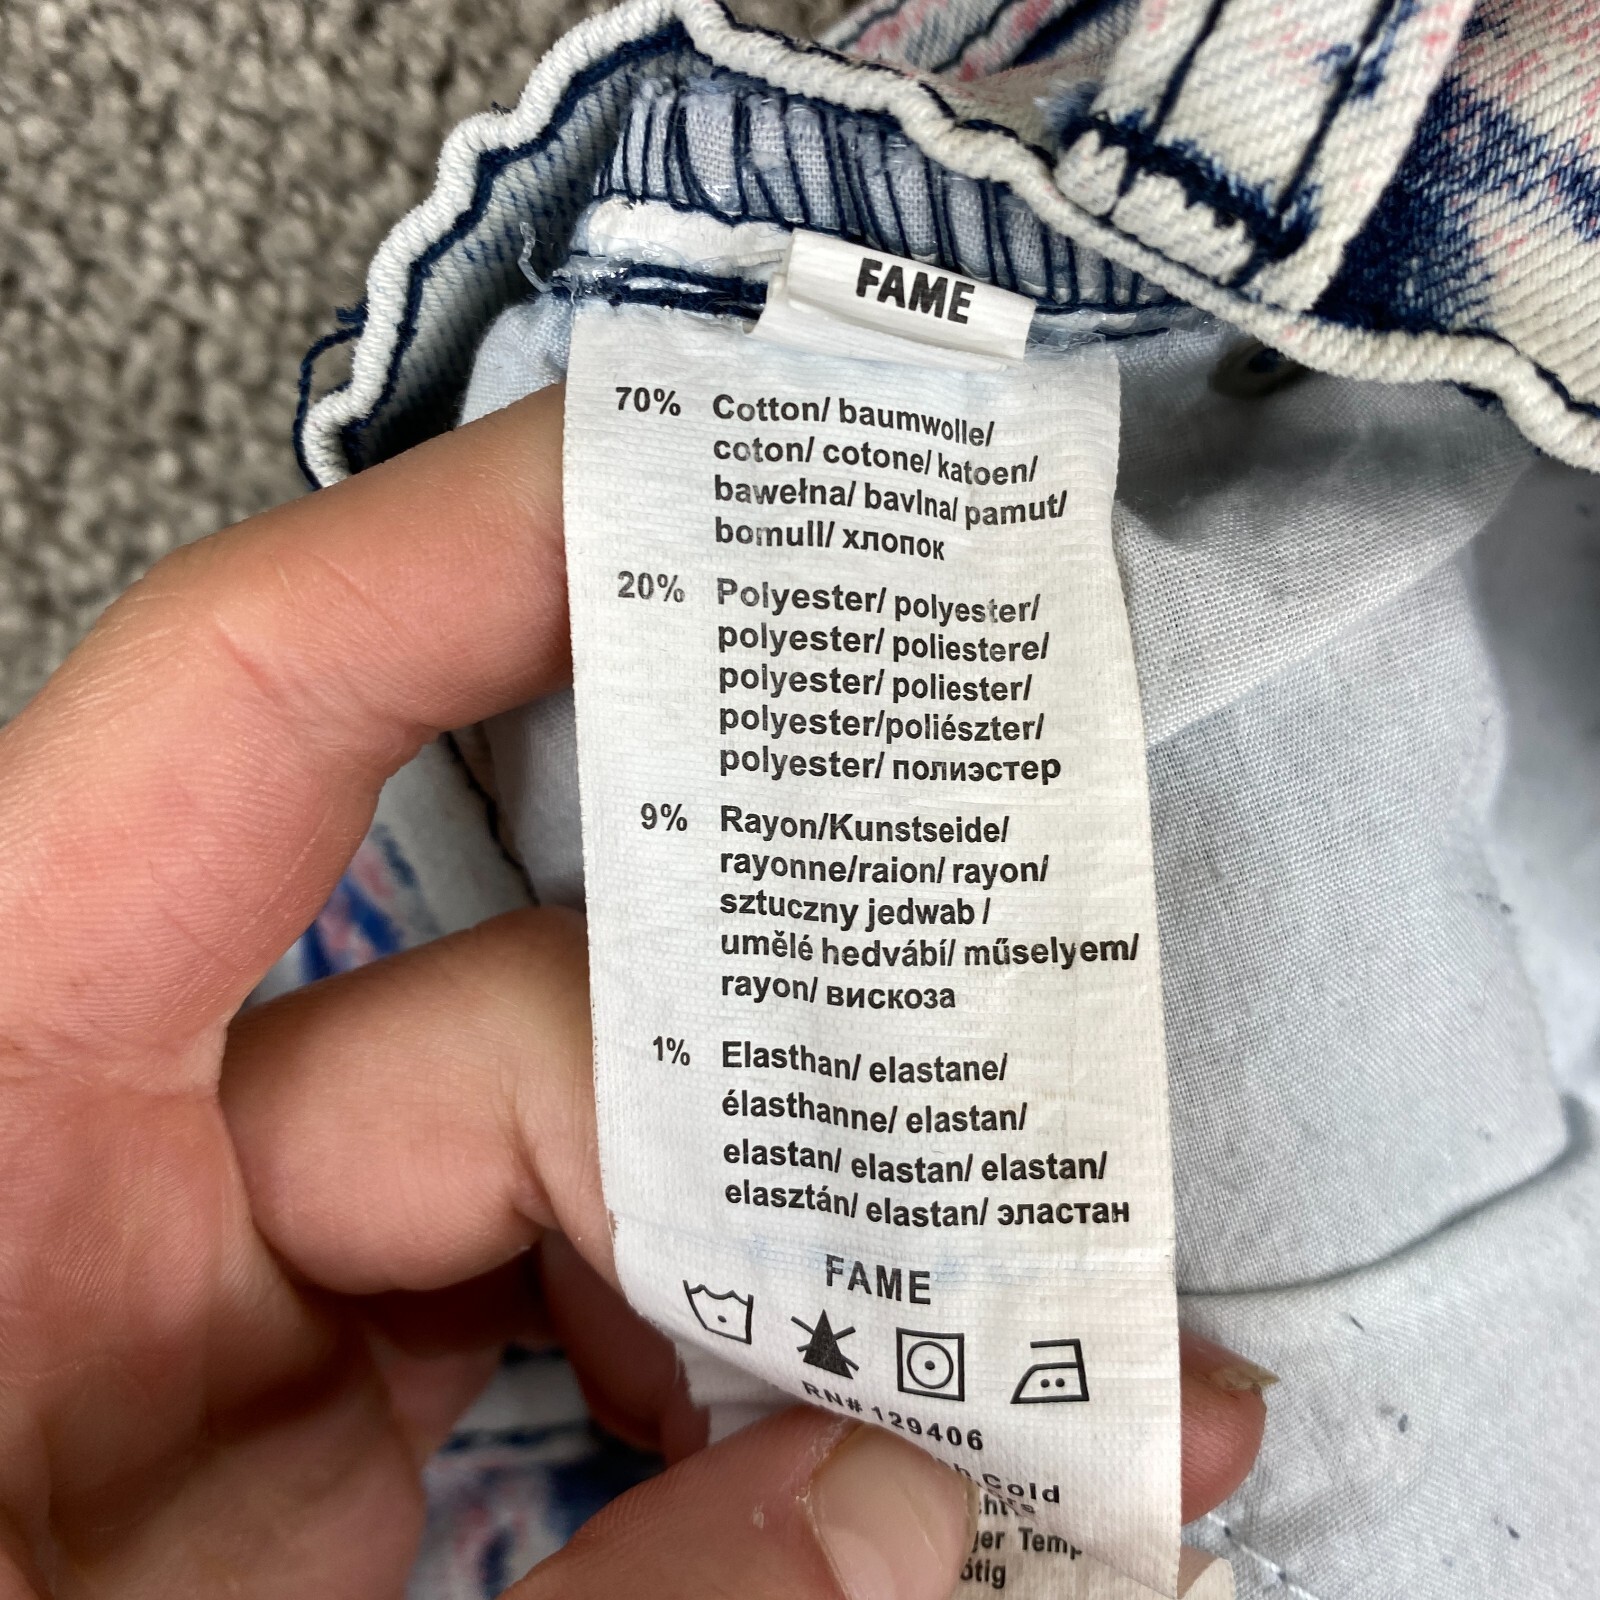 FAME
70% Cotton/ baumwolle/
coton/ cotone/ katoen/
bawełna/ bavlna/ pamut/
bomull/ хлопок
20% Polyester/ polyester/
polyester/ poliestere/
polyester/ poliester/
polyester/poliészter/
polyester/ полиэстер
9% Rayon/Kunstseide/
rayonne/raion/ rayon/
sztuczny jedwab /
umělé hedvábí/ műselyem/
rayon/ вискоза
1% Elasthan/ elastane/
élasthanne/ elastan/
elastan/ elastan/ elastan/
elasztán/ elastan/ эластан
FAME
RN# 129406
Cold